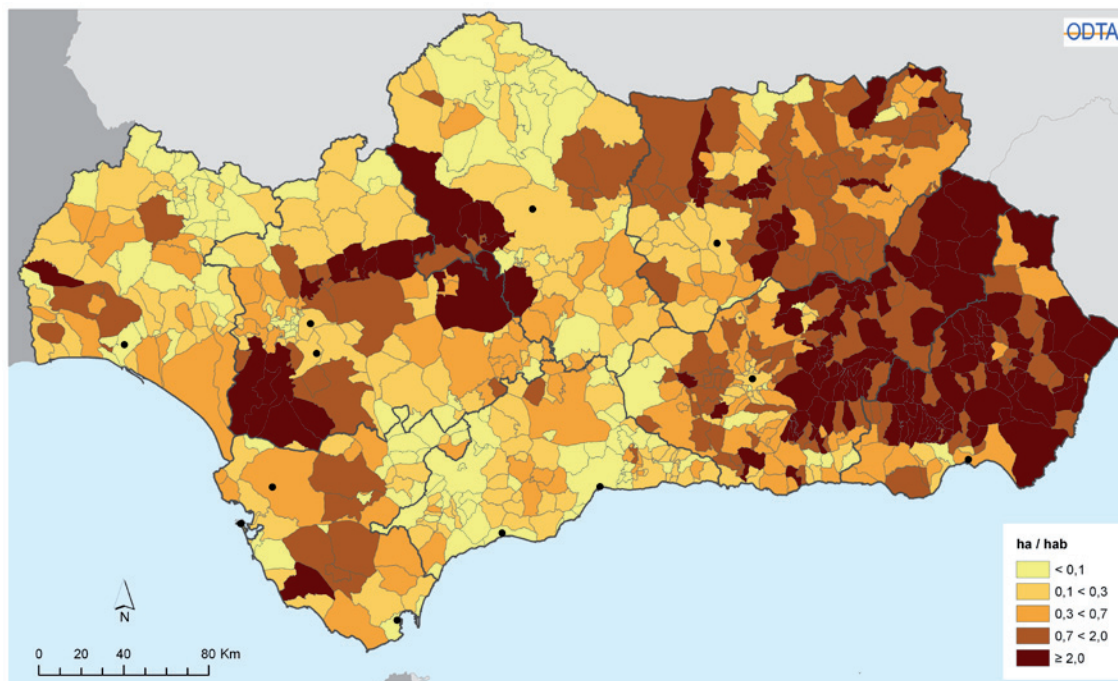 ODTA
ha / hab
< 0,1
0,1 < 0,3
0,3 < 0,7
0,7 < 2,0
≥ 2,0
N
0 20 40 80 Km